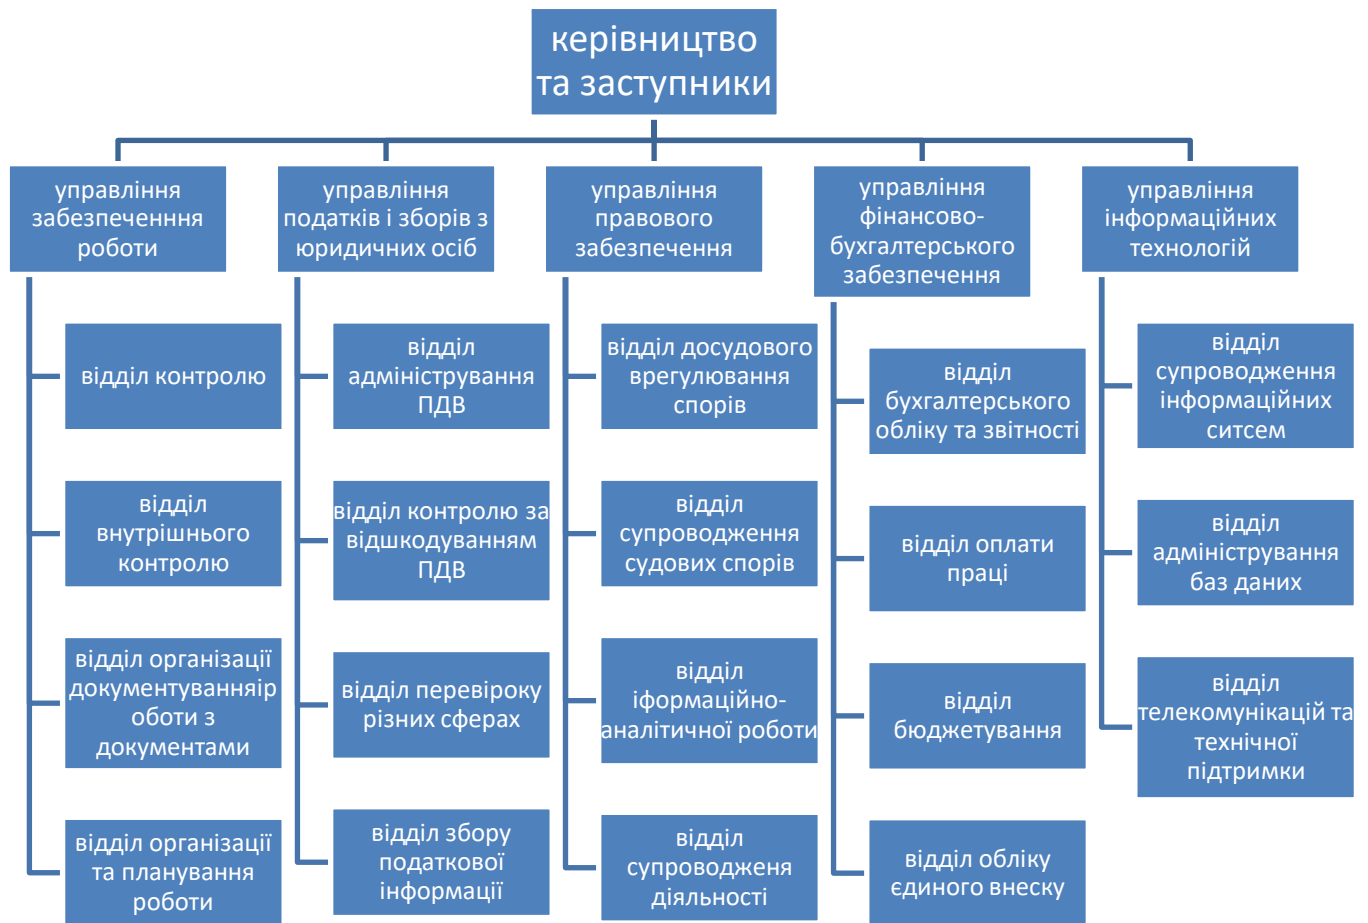 керівництво
та заступники
управління
забезпеченння
роботи
відділ контролю
відділ
внутрішнього
контролю
відділ організації
документуванняір
оботи з
документами
відділ організації
та планування
роботи
управління
податків і зборів з
юридичних осіб
відділ
адміністрування
ПДВ
відділ контролю за
відшкодуванням
ПДВ
відділ перевіроку
різних сферах
відділ збору
податкової
інформації
управління
правового
забезпечення
відділ досудового
врегулювання
спорів
відділ
супроводження
судових спорів
відділ
іформаційно-
аналітичної роботи
відділ
супроводженя
діяльності
управління
фінансово-
бухгалтерського
забезпечення
відділ
бухгалтерського
обліку та звітності
відділ оплати
праці
відділ
бюджетування
відділ обліку
єдиного внеску
управління
інформаційних
технологій
відділ
супроводження
інформаційних
ситсем
відділ
адміністрування
баз даних
відділ
телекомунікацій та
технічної
підтримки